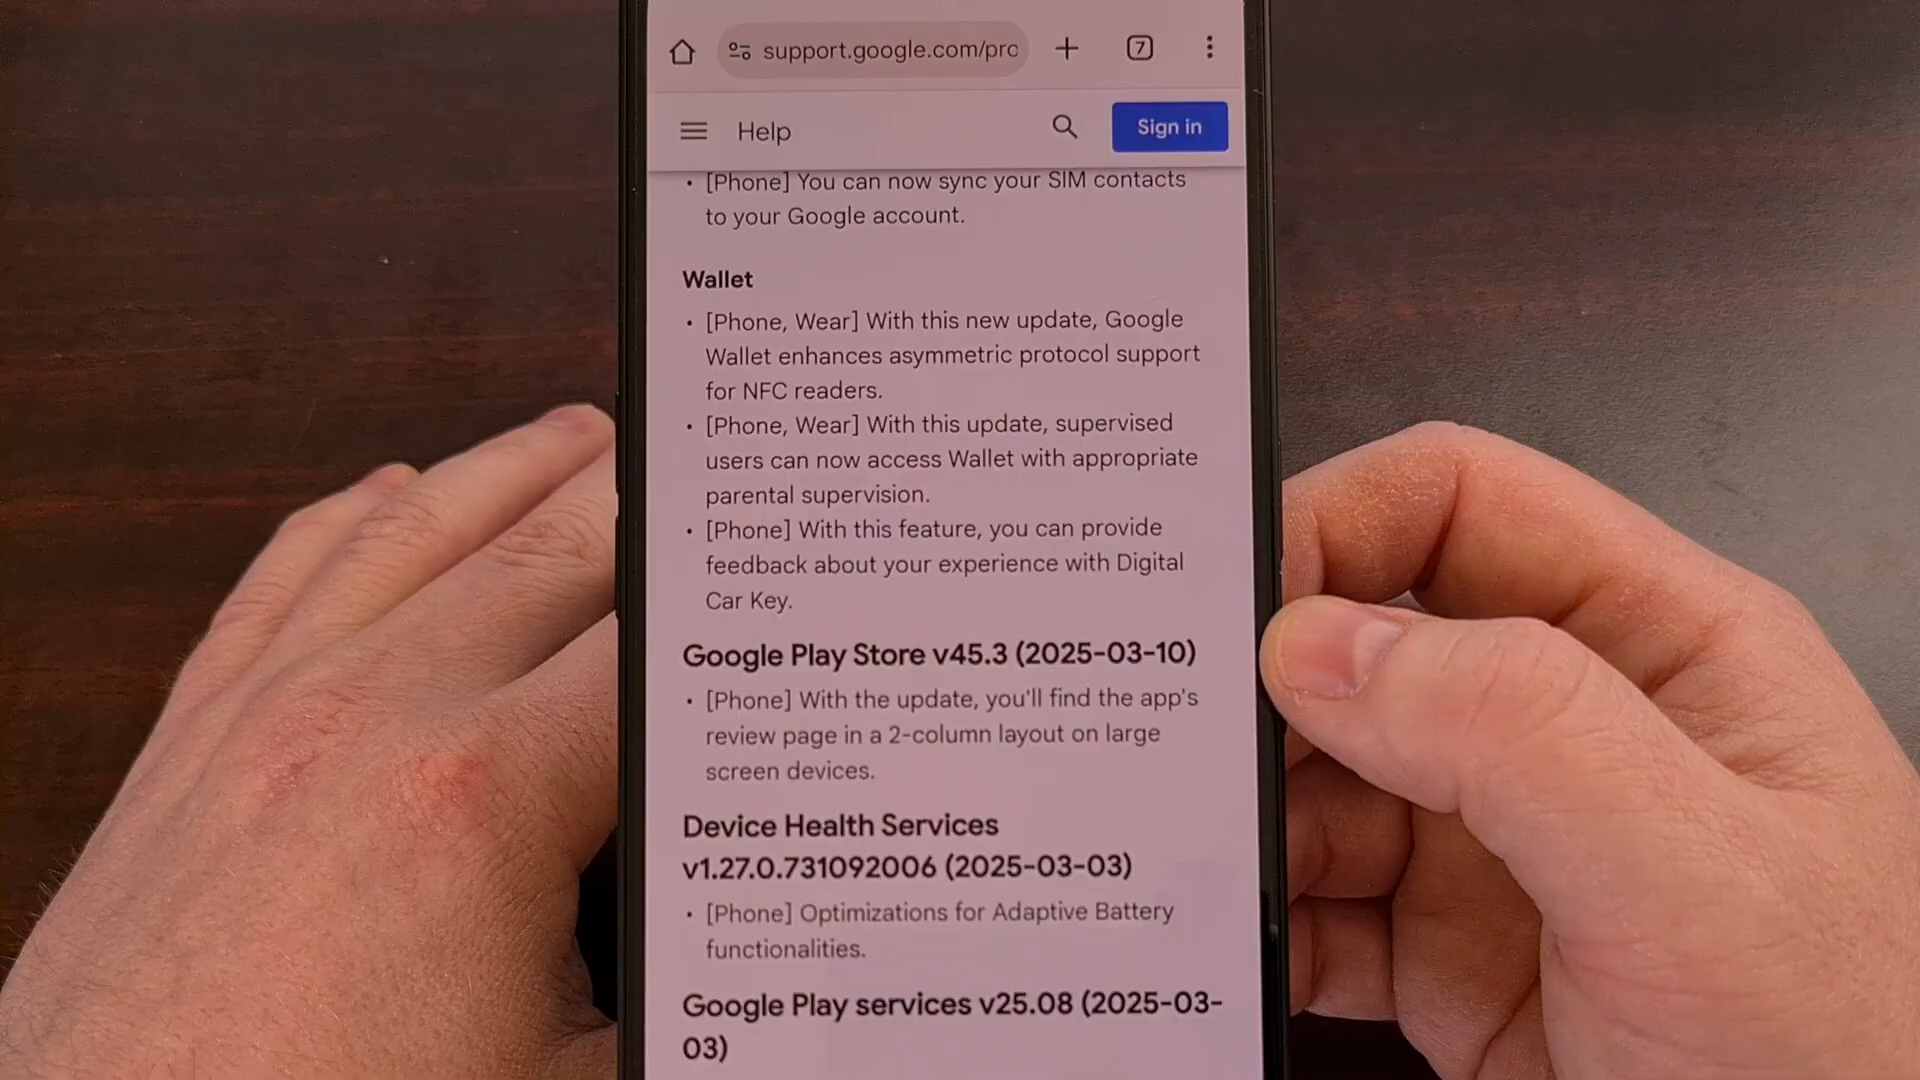 support.google.com/pro
7
Help
Sign in
• [Phone] You can now sync your SIM contacts
to your Google account.
Wallet
• [Phone, Wear] With this new update, Google
Wallet enhances asymmetric protocol support
for NFC readers.
• [Phone, Wear] With this update, supervised
users can now access Wallet with appropriate
parental supervision.
• [Phone] With this feature, you can provide
feedback about your experience with Digital
Car Key.
Google Play Store v45.3 (2025-03-10)
• [Phone] With the update, you'll find the app's
review page in a 2-column layout on large
screen devices.
Device Health Services
v1.27.0.731092006 (2025-03-03)
• [Phone] Optimizations for Adaptive Battery
functionalities.
Google Play services v25.08 (2025-03-
03)